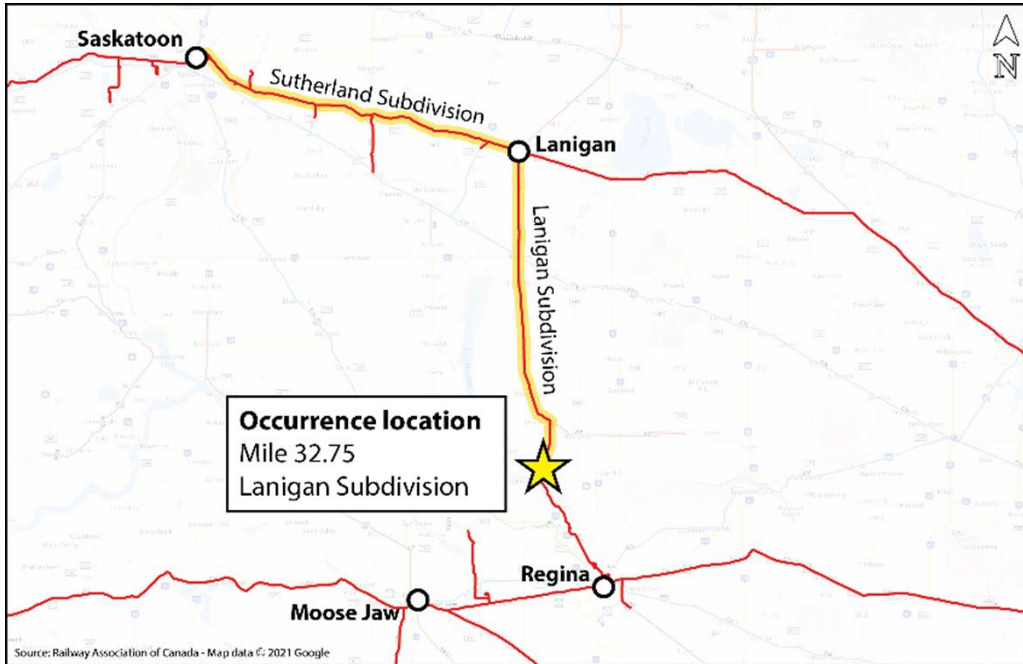 Saskatoon
N
Sutherland Subdivision
Lanigan
Lanigan Subdivision
Occurrence location
Mile 32.75
Lanigan Subdivision
Regina
Moose Jaw
Source: Railway Association of Canada - Map data © 2021 Google